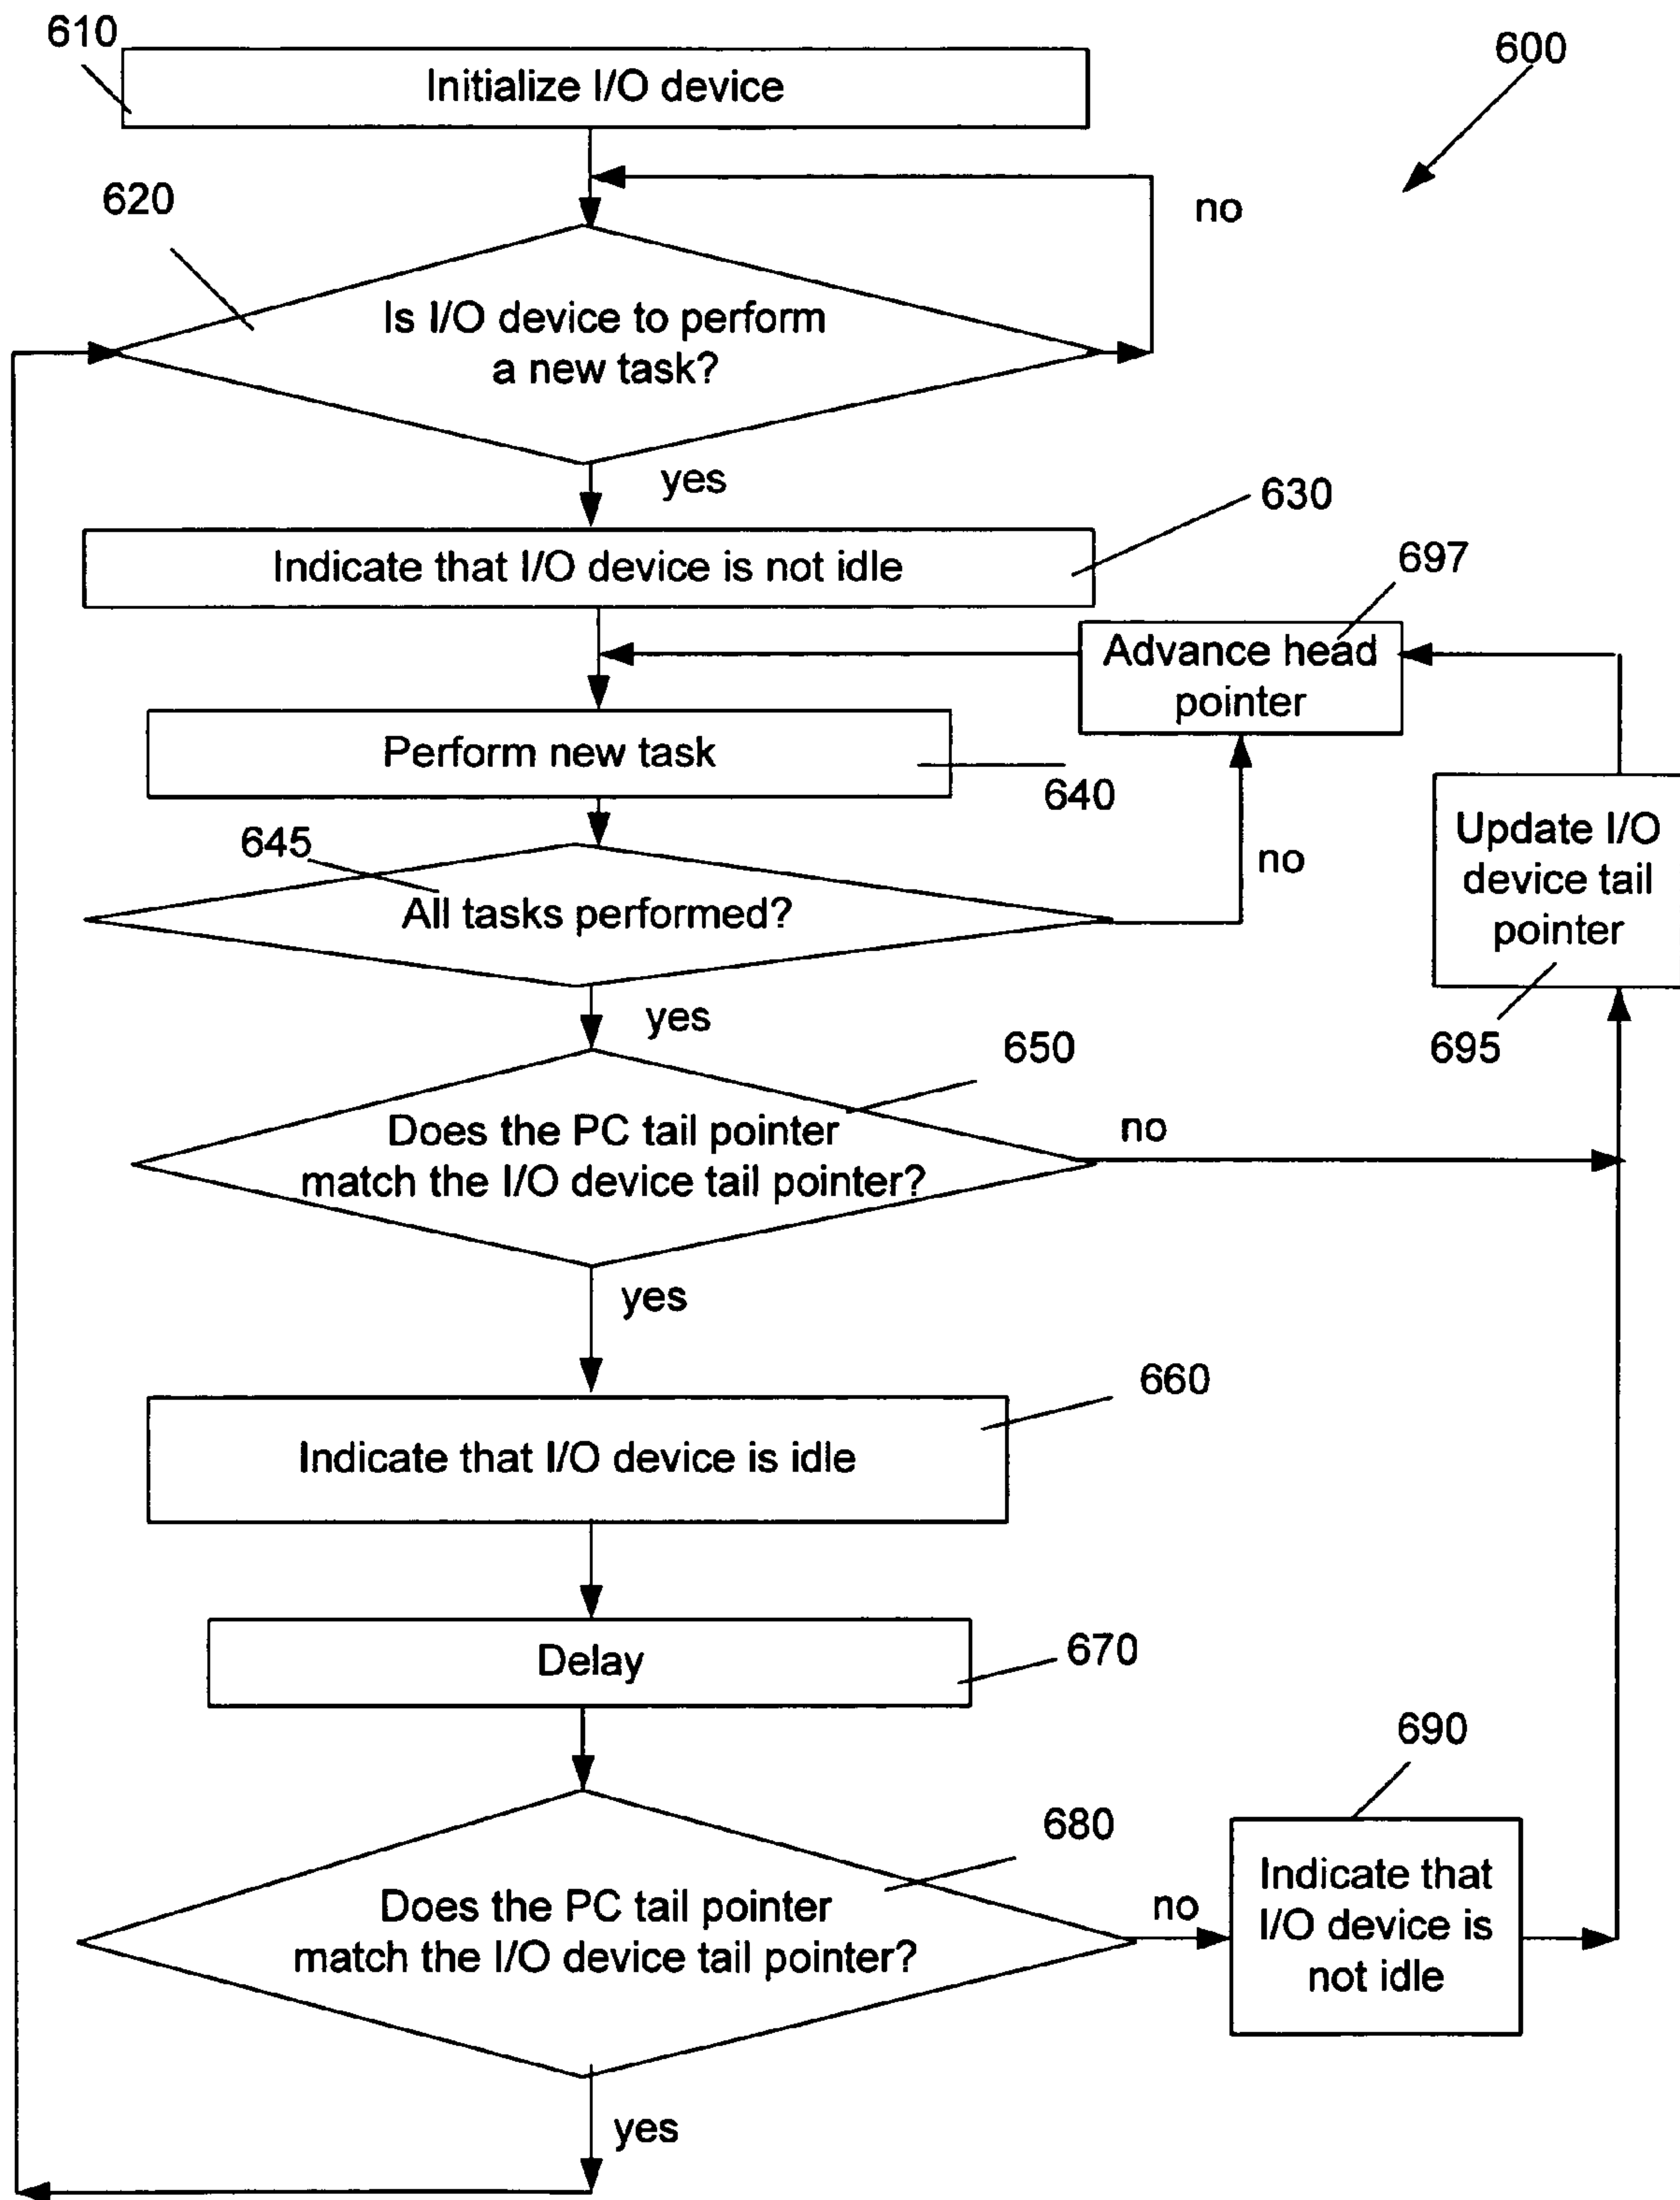 610
Initialize I/O device
600
620
no
Is I/O device to perform
a new task?
yes
630
Indicate that I/O device is not idle
697
Advance head
pointer
Perform new task
640
645
All tasks performed?
no
Update I/O
device tail
pointer
695
yes
650
Does the PC tail pointer
match the I/O device tail pointer?
no
yes
660
Indicate that I/O device is idle
Delay
670
690
680
Does the PC tail pointer
match the I/O device tail pointer?
no
Indicate that
I/O device is
not idle
yes